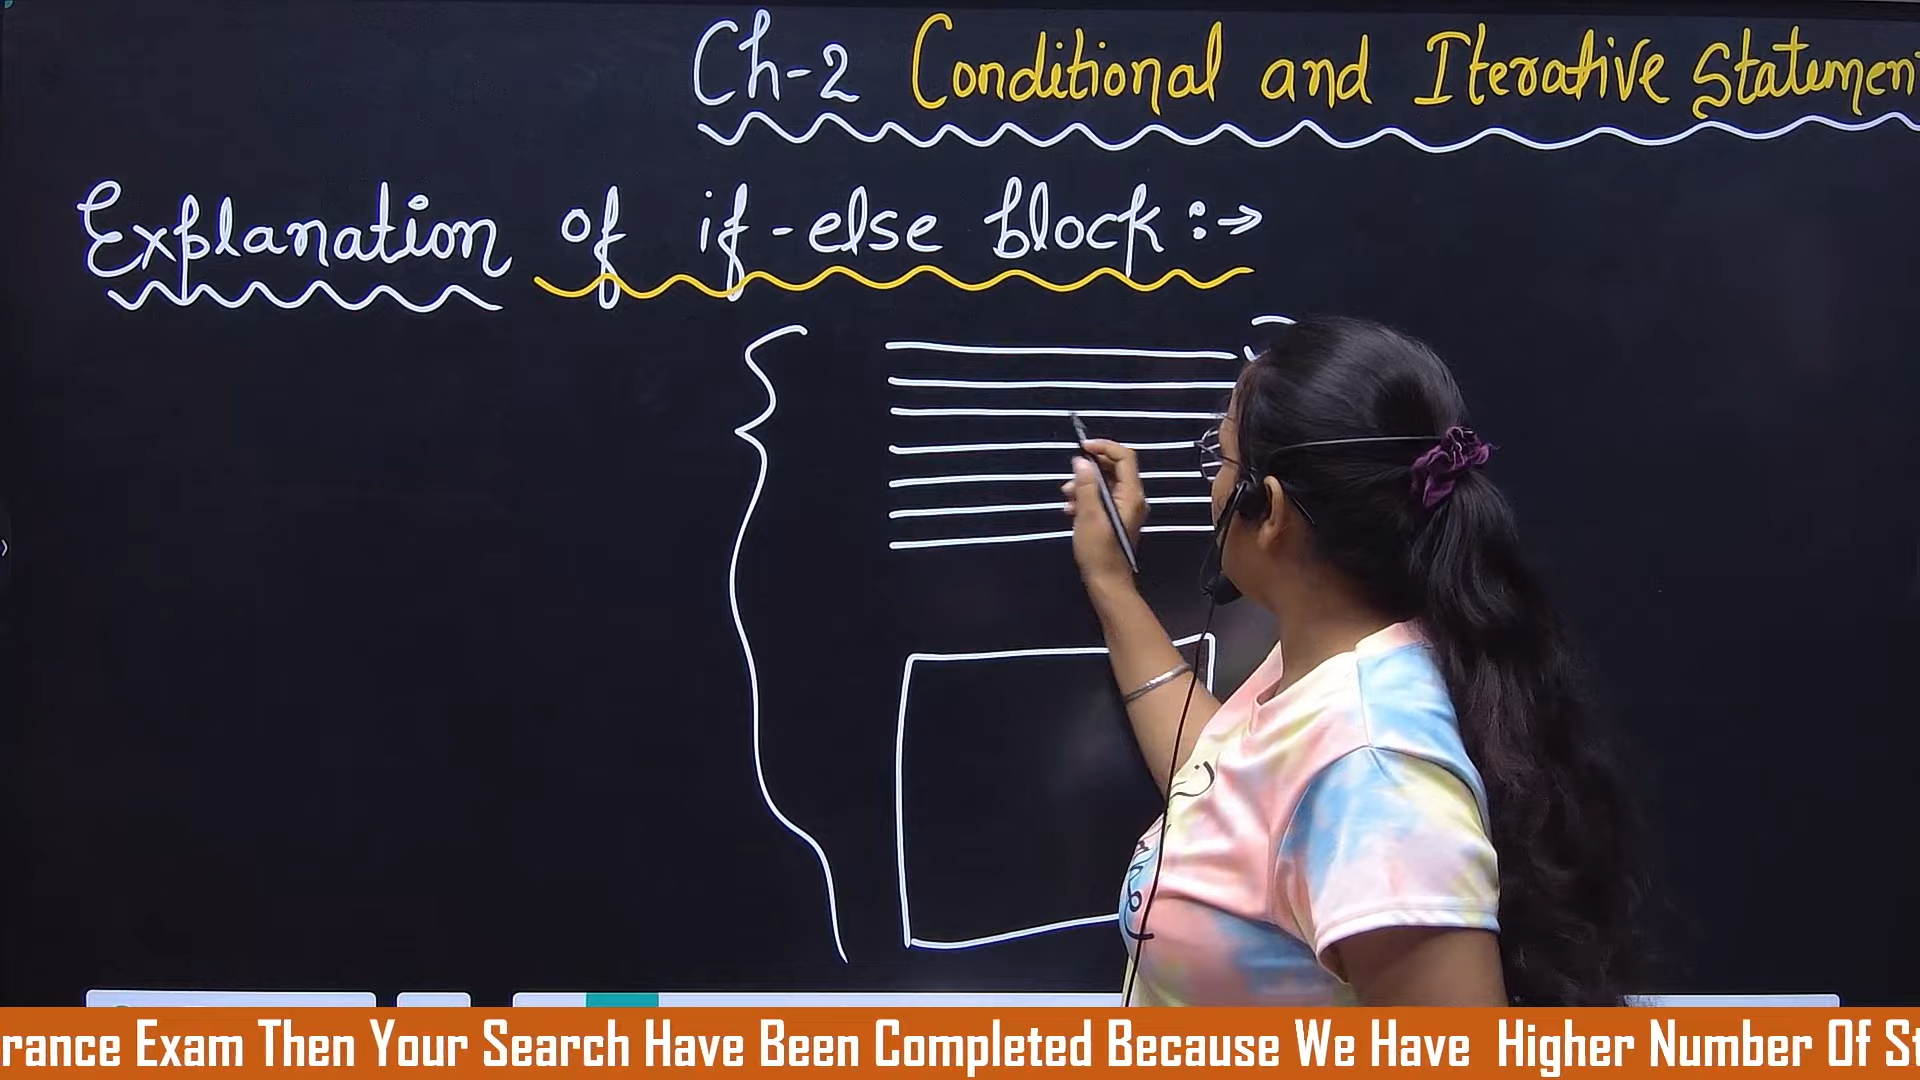 Ch-2 Conditional and Iterative Statemen
Explanation of if-else block :→
rance Exam Then Your Search Have Been Completed Because We Have Higher Number Of St